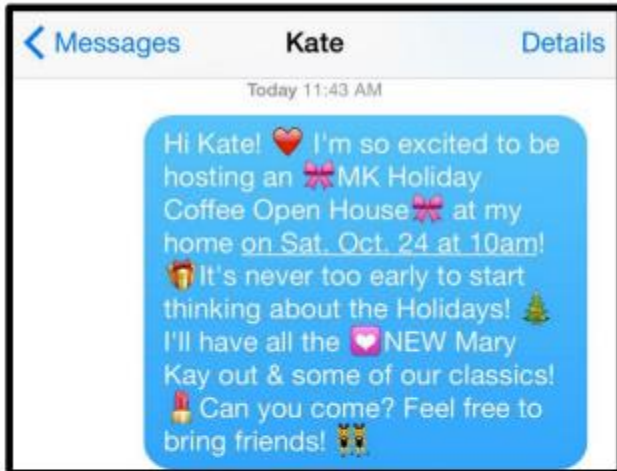 Messages Kate Details
Today 11:43 AM
Hi Kate! ❤️ I'm so excited to be
hosting an 🎀MK Holiday
Coffee Open House🎀 at my
home on Sat. Oct. 24 at 10am!
🎁It's never too early to start
thinking about the Holidays! 🎄
I'll have all the 💟NEW Mary
Kay out & some of our classics!
💄Can you come? Feel free to
bring friends! 👯